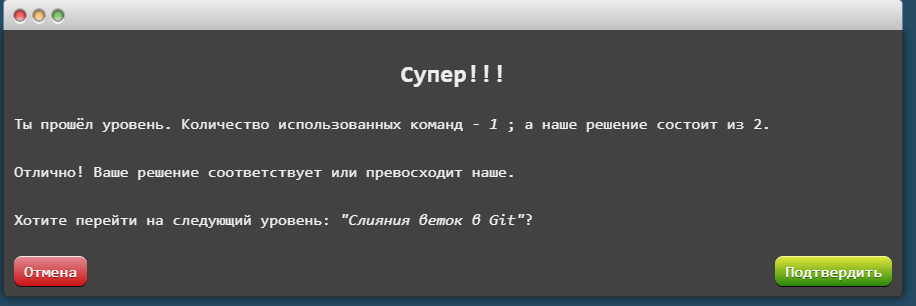 Супер!!!
Ты прошёл уровень. Количество использованных команд - 1 ; а наше решение состоит из 2.
Отлично! Ваше решение соответствует или превосходит наше.
Хотите перейти на следующий уровень: "Слияния веток в Git"?
Отмена
Подтвердить